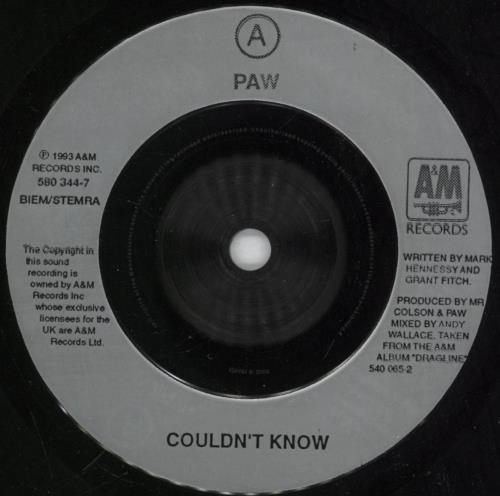 A
PAW
℗ 1993 A&M
RECORDS INC.
580 344-7
BIEM/STEMRA
The Copyright in
this sound
recording is
owned by A&M
Records Inc
whose exclusive
licensees for the
UK are A&M
Records Ltd.
A&M
RECORDS
WRITTEN BY MARK
HENNESSY AND
GRANT FITCH.
PRODUCED BY MR
COLSON & PAW
MIXED BY ANDY
WALLACE, TAKEN
FROM THE A&M
ALBUM "DRAGLINE"
540 065-2
COULDN'T KNOW